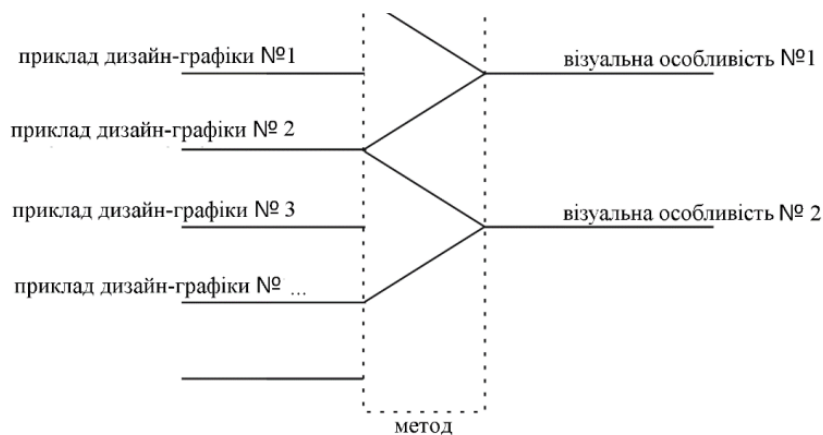 приклад дизайн-графіки №1
візуальна особливість №1
приклад дизайн-графіки № 2
приклад дизайн-графіки № 3
візуальна особливість № 2
приклад дизайн-графіки № ...
метод